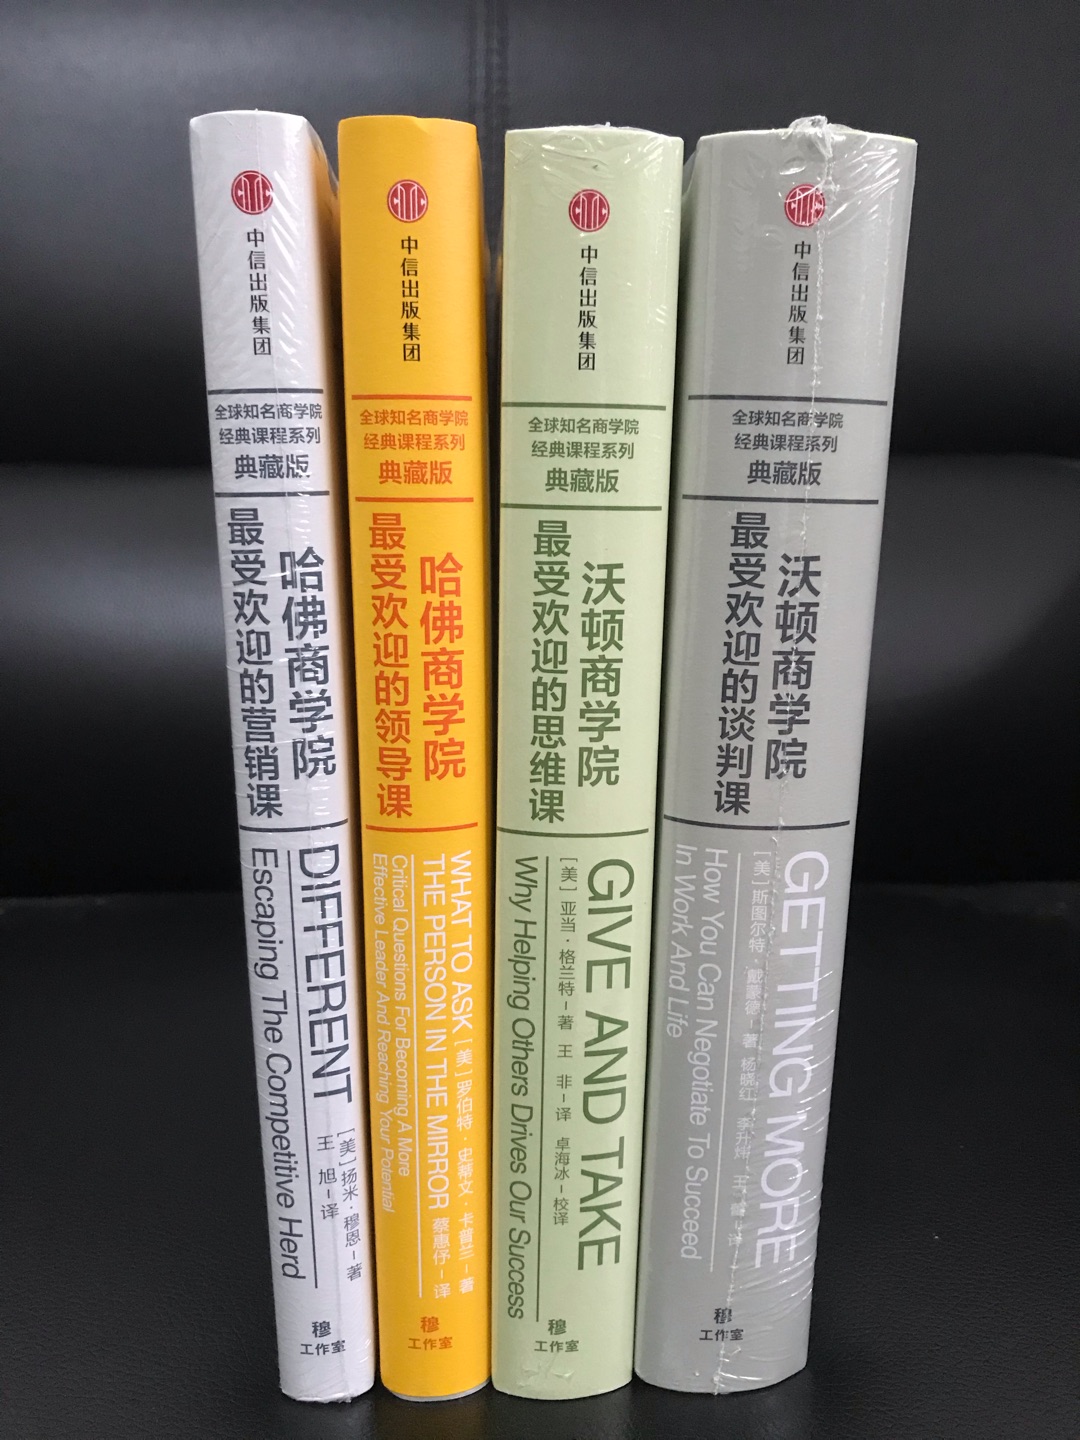 中信出版集团
全球知名商学院
经典课程系列
典藏版
哈佛商学院
最受欢迎的营销课
DIFFERENT
Escaping The Competitive Herd
[美]扬米·穆恩-著
王 旭-译
穆
工作室
中信出版集团
全球知名商学院
经典课程系列
典藏版
哈佛商学院
最受欢迎的领导课
WHAT TO ASK
THE PERSON IN THE MIRROR
Critical Questions For Becoming A More
Effective Leader And Reaching Your Potential
[美]罗伯特·史蒂文·卡普兰-著
蔡惠伃-译
穆
工作室
中信出版集团
全球知名商学院
经典课程系列
典藏版
沃顿商学院
最受欢迎的思维课
GIVE AND TAKE
Why Helping Others Drives Our Success
[美]亚当·格兰特-著 王 非-译 卓海冰-校译
穆
工作室
中信出版集团
全球知名商学院
经典课程系列
典藏版
沃顿商学院
最受欢迎的谈判课
GETTING MORE
How You Can Negotiate To Succeed
In Work And Life
[美]斯图尔特·戴蒙德-著 杨晓红 李升炜 王 蕾-译
穆
工作室